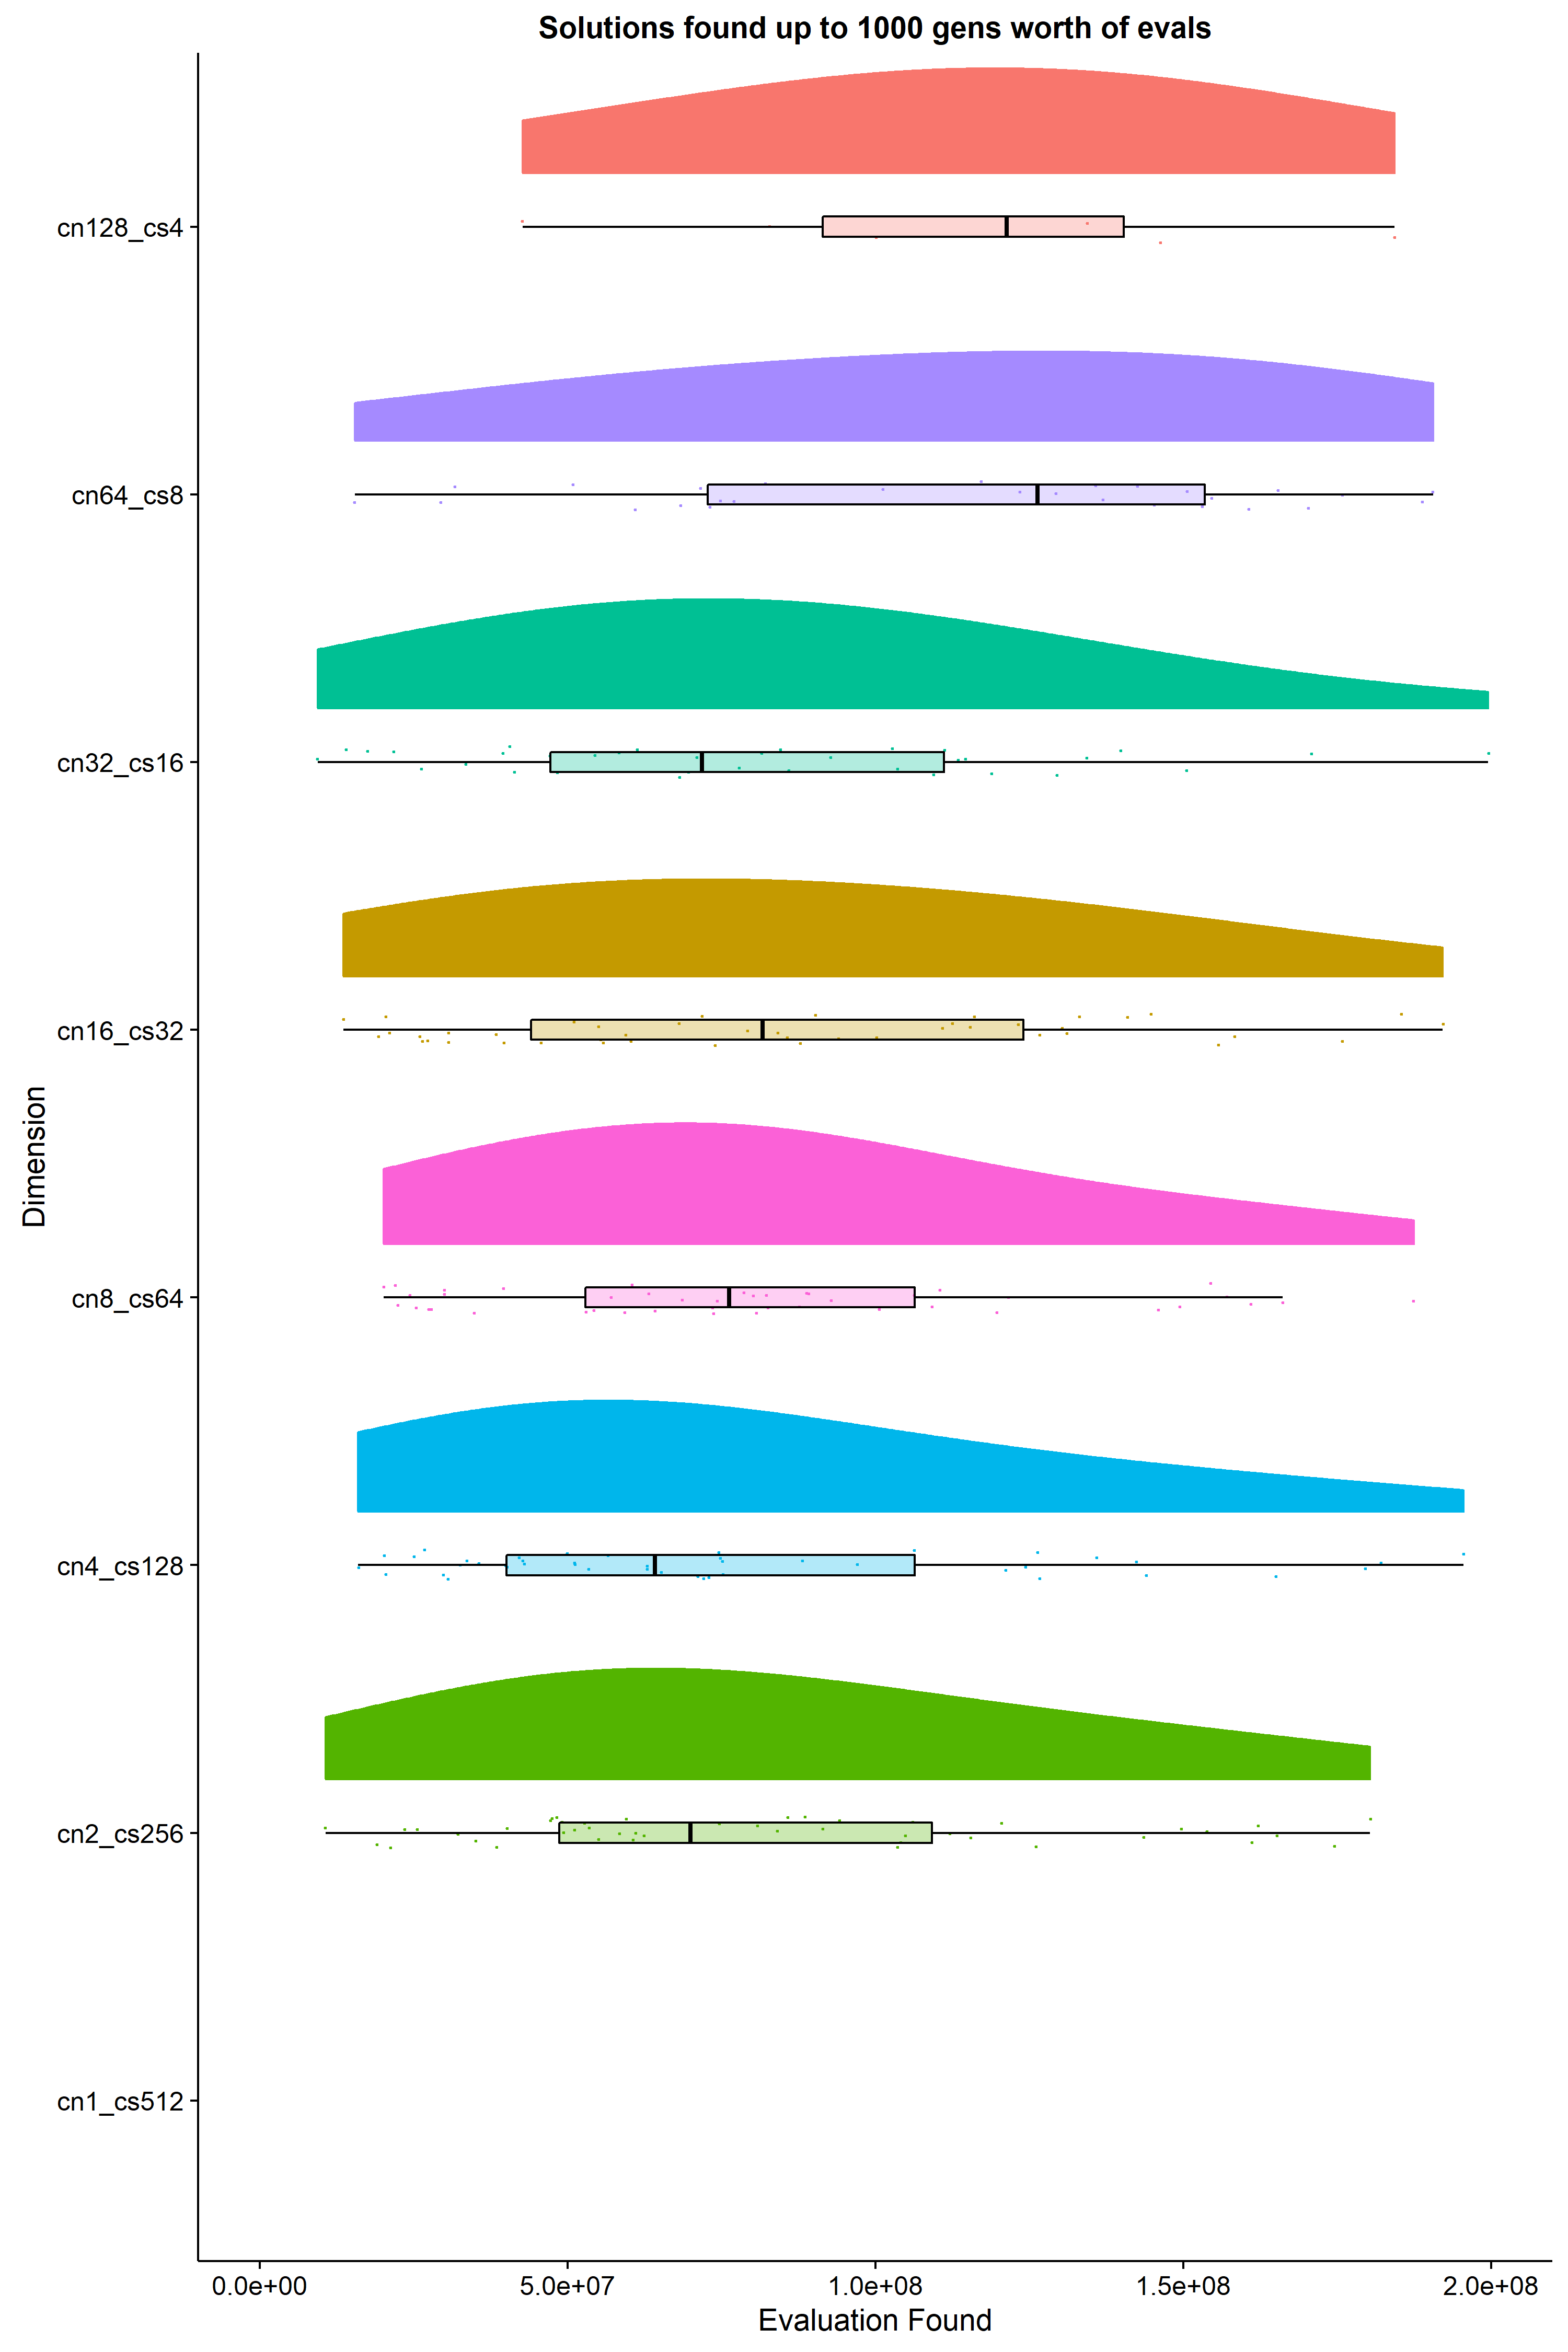 Solutions found up to 1000 gens worth of evals
cn128_cs4
cn64_cs8
cn32_cs16
cn16_cs32
Dimension
cn8_cs64
cn4_cs128
cn2_cs256
cn1_cs512
0.0e+00 5.0e+07 1.0e+08 1.5e+08 2.0e+08
Evaluation Found